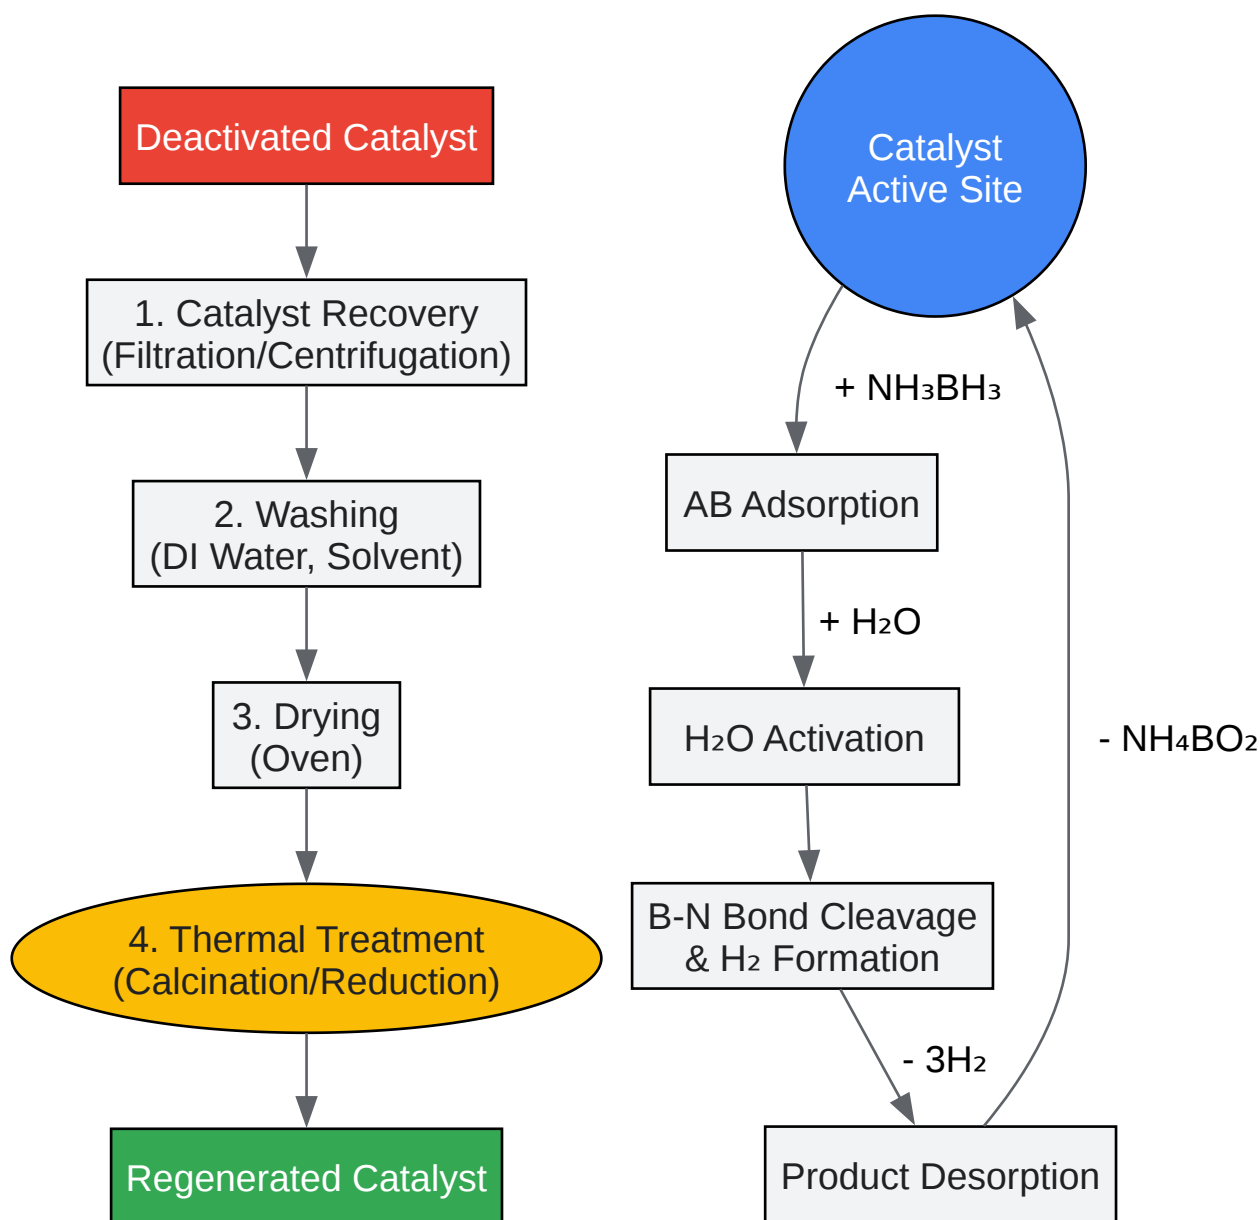 Deactivated Catalyst
1. Catalyst Recovery
(Filtration/Centrifugation)
2. Washing
(DI Water, Solvent)
3. Drying
(Oven)
4. Thermal Treatment
(Calcination/Reduction)
Regenerated Catalyst
Catalyst
Active Site
+ NH₃BH₃
AB Adsorption
+ H₂O
H₂O Activation
B-N Bond Cleavage
& H₂ Formation
- 3H₂
Product Desorption
- NH₄BO₂